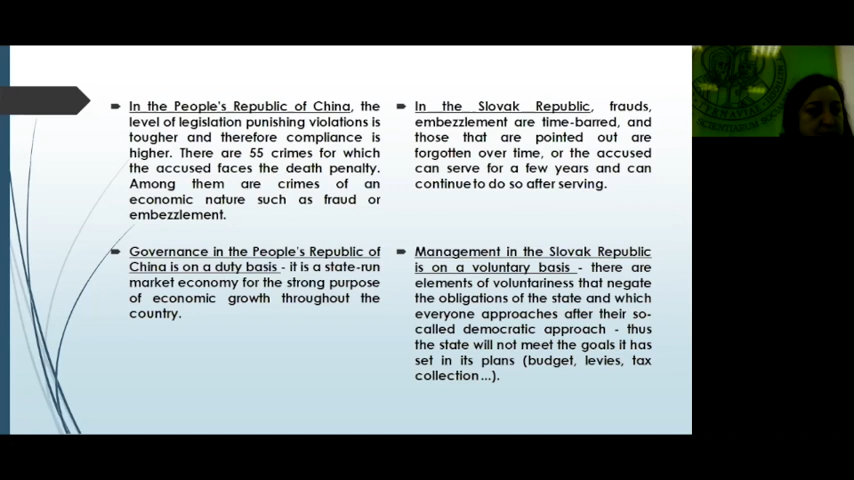 In the People's Republic of China, the
level of legislation punishing violations is
tougher and therefore compliance is
higher. There are 55 crimes for which
the accused faces the death penalty.
Among them are crimes of an
economic nature such as fraud or
embezzlement.
Governance in the People's Republic of
China is on a duty basis - it is a state-run
market economy for the strong purpose
of economic growth throughout the
country.
In the Slovak Republic, frauds,
embezzlement are time-barred, and
those that are pointed out are
forgotten over time, or the accused
can serve for a few years and can
continue to do so after serving.
Management in the Slovak Republic
is on a voluntary basis - there are
elements of voluntariness that negate
the obligations of the state and which
everyone approaches after their so-
called democratic approach - thus
the state will not meet the goals it has
set in its plans (budget, levies, tax
collection...).